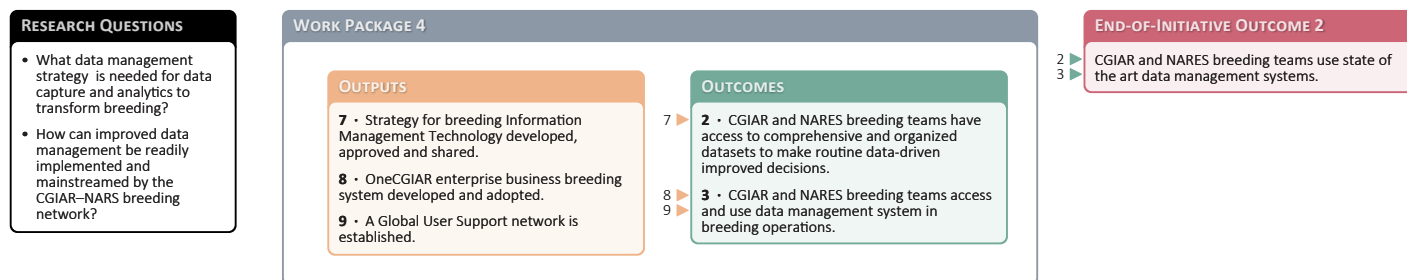 Research Questions
• What data management
strategy is needed for data
capture and analytics to
transform breeding?
• How can improved data
management be readily
implemented and
mainstreamed by the
CGIAR–NARS breeding
network?
Work Package 4
Outputs
7 · Strategy for breeding Information
Management Technology developed,
approved and shared.
8 · OneCGIAR enterprise business breeding
system developed and adopted.
9 · A Global User Support network is
established.
Outcomes
7
2 · CGIAR and NARES breeding teams have
access to comprehensive and organized
datasets to make routine data-driven
improved decisions.
8
9
3 · CGIAR and NARES breeding teams access
and use data management system in
breeding operations.
End-of-Initiative Outcome 2
2
3
CGIAR and NARES breeding teams use state of
the art data management systems.